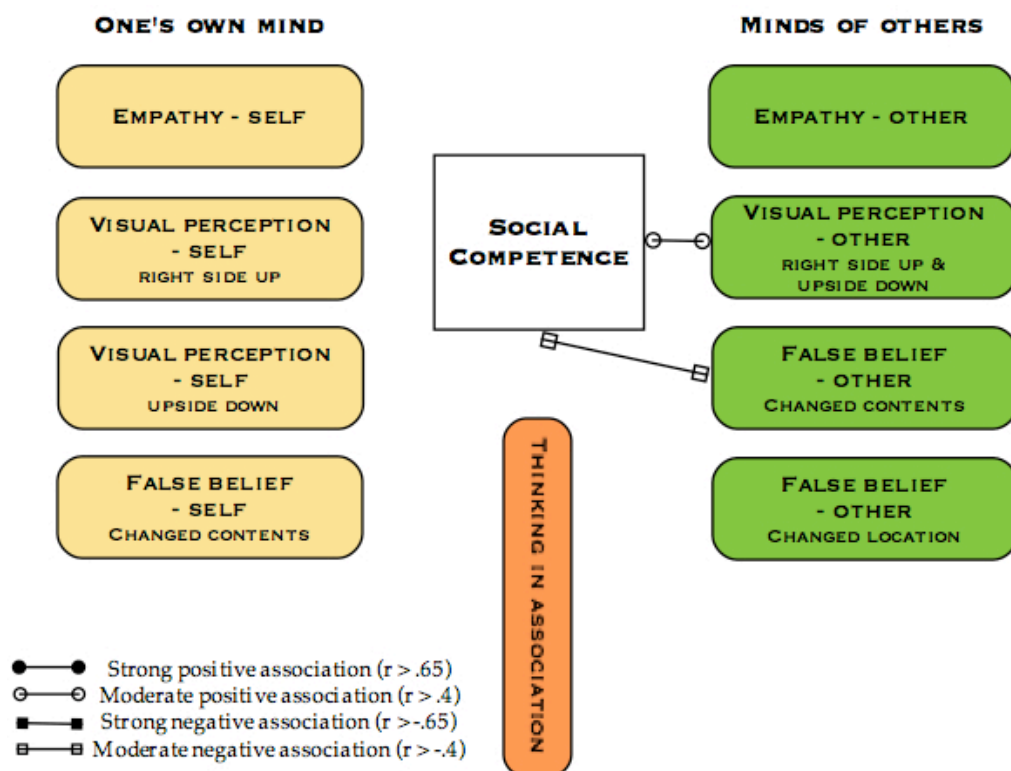 ONE'S OWN MIND
MINDS OF OTHERS
EMPATHY - SELF
VISUAL PERCEPTION
- SELF
RIGHT SIDE UP
VISUAL PERCEPTION
- SELF
UPSIDE DOWN
FALSE BELIEF
- SELF
CHANGED CONTENTS
SOCIAL
COMPETENCE
THINKING IN ASSOCIATION
EMPATHY - OTHER
VISUAL PERCEPTION
- OTHER
RIGHT SIDE UP &
UPSIDE DOWN
FALSE BELIEF
- OTHER
CHANGED CONTENTS
FALSE BELIEF
- OTHER
CHANGED LOCATION
Strong positive association (r >.65)
Moderate positive association (r >.4)
Strong negative association (r >-.65)
Moderate negative association (r >-.4)